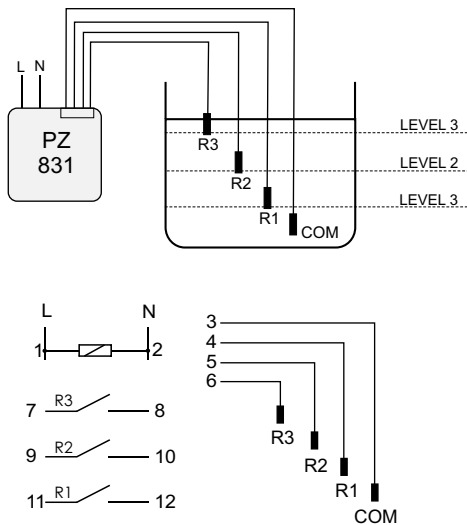 L N
PZ
831
LEVEL 3
R3
LEVEL 2
R2
LEVEL 3
R1
COM
L N
1 2
7 R3 8
9 R2 10
11 R1 12
3
4
5
6
R3
R2
R1
COM